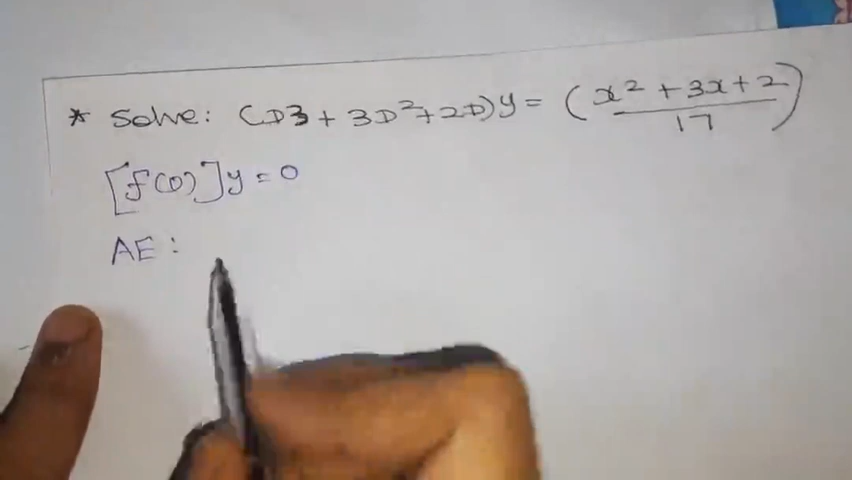 * Solve: (D3 + 3D²+2D)y = (x² + 3x + 2 / 17)
[f(D)]y = 0
AE :